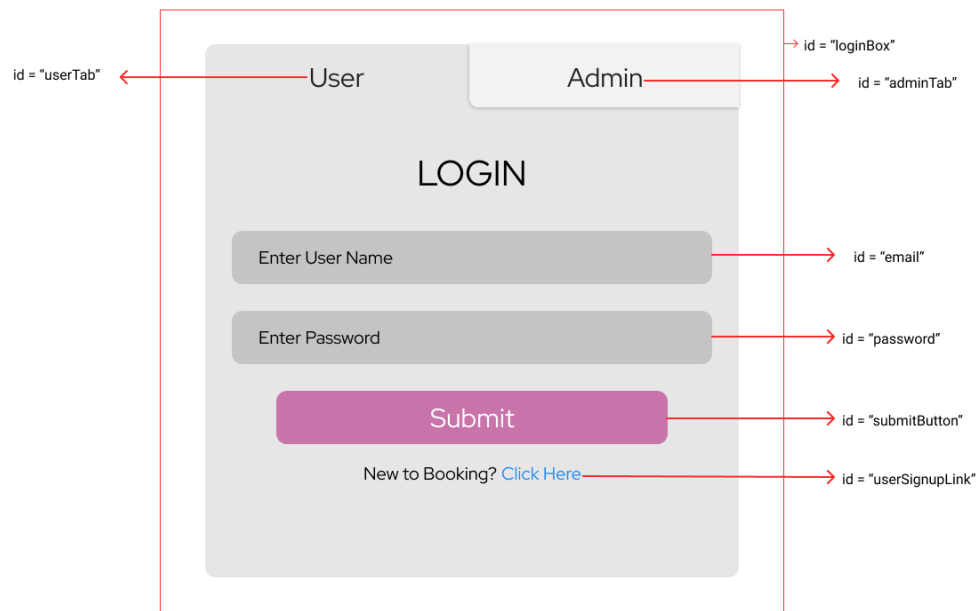 id = “loginBox”
id = “userTab”
User
Admin
id = “adminTab”
LOGIN
Enter User Name
id = “email”
Enter Password
id = “password”
Submit
id = “submitButton”
New to Booking? Click Here
id = “userSignupLink”